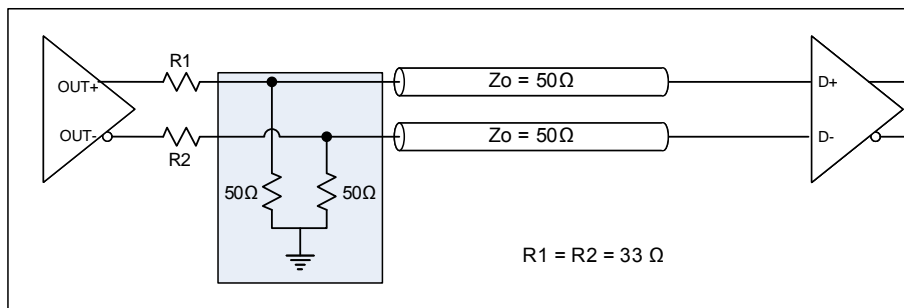 R1
OUT+
Zo = 50Ω
D+
OUT-
Zo = 50Ω
D-
R2
50Ω
50Ω
R1 = R2 = 33 Ω